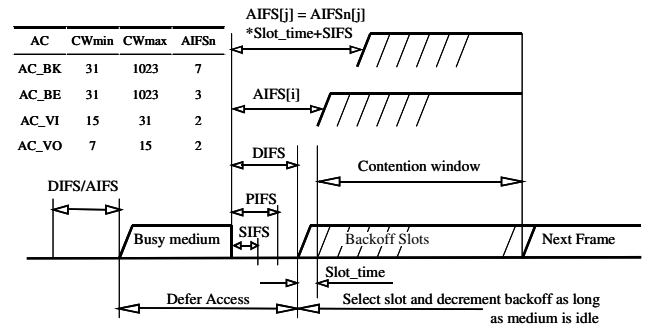 AIFS[j] = AIFSn[j]
*Slot_time+SIFS
AC CWmin CWmax AIFSn
AC_BK 31 1023 7
AC_BE 31 1023 3
AC_VI 15 31 2
AC_VO 7 15 2
AIFS[i]
DIFS
Contention window
DIFS/AIFS
PIFS
Busy medium
SIFS
Backoff Slots
Next Frame
Slot_time
Defer Access
Select slot and decrement backoff as long
as medium is idle